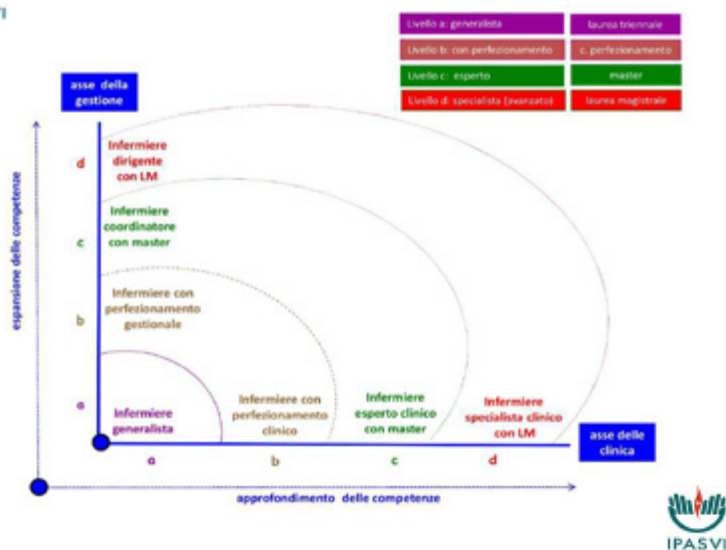 Livello a: generalista
laurea triennale
Livello b: con perfezionamento
c. perfezionamento
Livello c: esperto
master
Livello d: specialista (avanzato)
laurea magistrale
asse della
gestione
espansione delle competenze
d
Infermiere
dirigente
con LM
c
Infermiere
coordinatore
con master
b
Infermiere con
perfezionamento
gestionale
a
Infermiere
generalista
Infermiere con
perfezionamento
clinico
Infermiere
esperto clinico
con master
Infermiere
specialista clinico
con LM
asse delle
clinica
a
b
c
d
approfondimento delle competenze
IPASVI